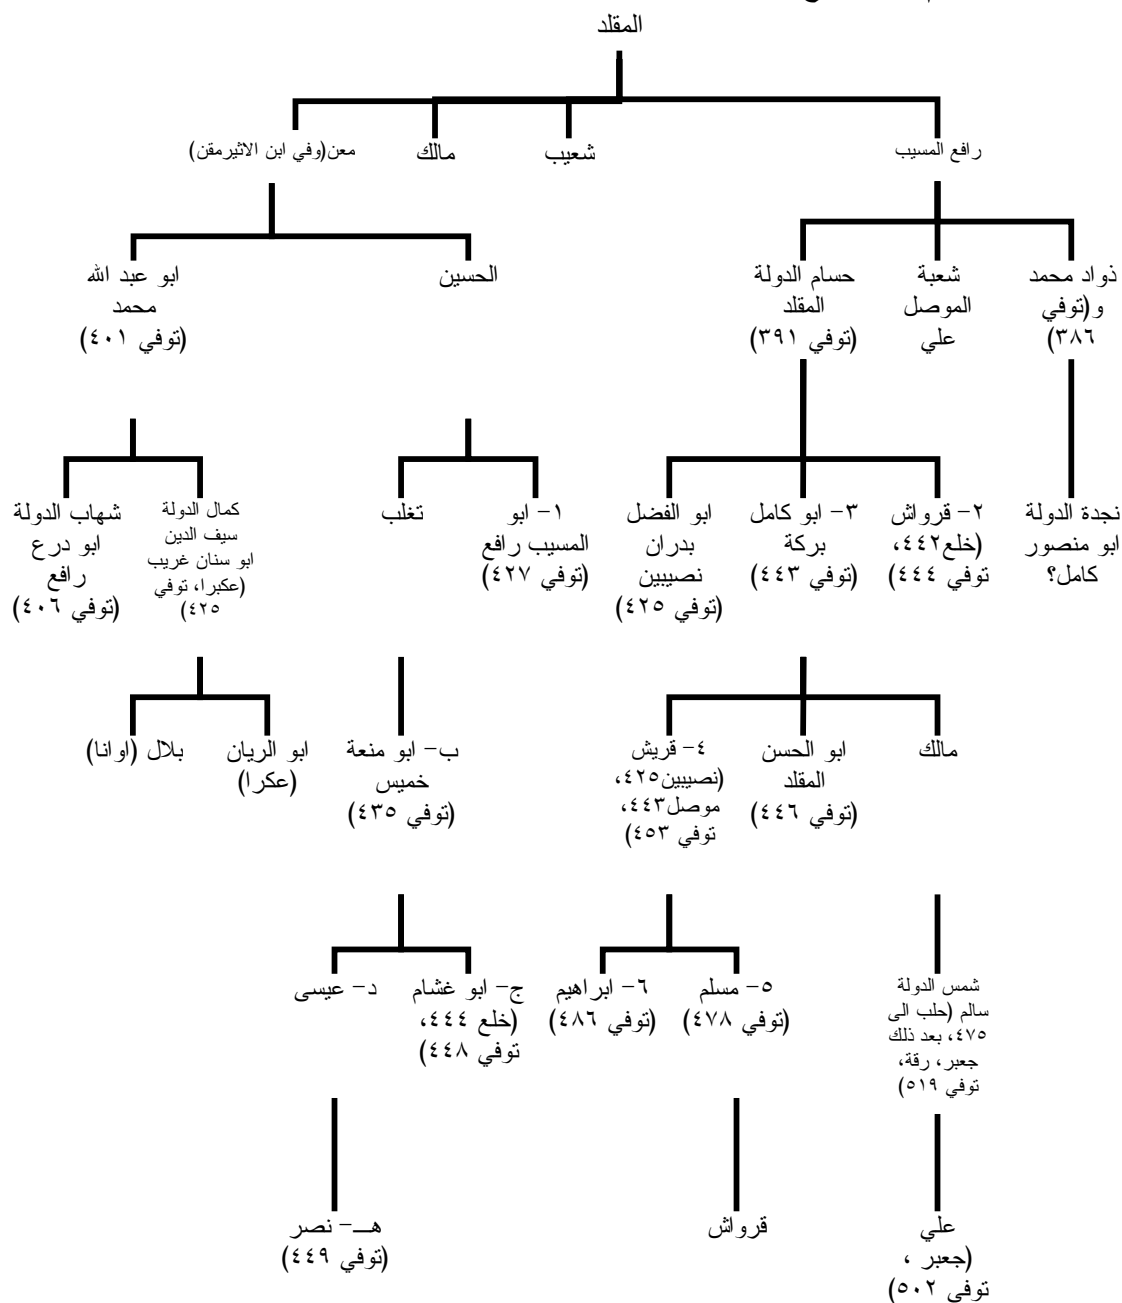 المقلد
رافع المسيب
شعيب
مالك
معن(وفي ابن الاثيرمقن)
ذواد محمد
و(توفي
٣٨٦)
شعبة
الموصل
علي
حسام الدولة
المقلد
(توفي ٣٩١)
الحسين
ابو عبد الله
محمد
(توفي ٤٠١)
نجدة الدولة
ابو منصور
كامل؟
٢- قرواش
(خلع٤٤٢،
توفي ٤٤٤)
٣- ابو كامل
بركة
(توفي ٤٤٣)
ابو الفضل
بدران
نصيبين
(توفي ٤٢٥)
١- ابو
المسيب رافع
(توفي ٤٢٧)
تغلب
كمال الدولة
سيف الدين
ابو سنان غريب
(عكبرا، توفي
٤٢٥)
شهاب الدولة
ابو درع
رافع
(توفي ٤٠٦)
مالك
ابو الحسن
المقلد
(توفي ٤٤٦)
٤- قريش
(نصيبين٤٢٥،
موصل٤٤٣،
توفي ٤٥٣)
ب- ابو منعة
خميس
(توفي ٤٣٥)
ابو الريان
(عكرا)
بلال (اوانا)
شمس الدولة
سالم (حلب الى
٤٧٥، بعد ذلك
جعبر، رقة،
توفي ٥١٩)
٥- مسلم
(توفي ٤٧٨)
٦- ابراهيم
(توفي ٤٨٦)
ج- ابو غشام
(خلع ٤٤٤،
توفي ٤٤٨)
د- عيسى
علي
(جعبر ،
توفي ٥٠٢)
قرواش
هـ- نصر
(توفي ٤٤٩)